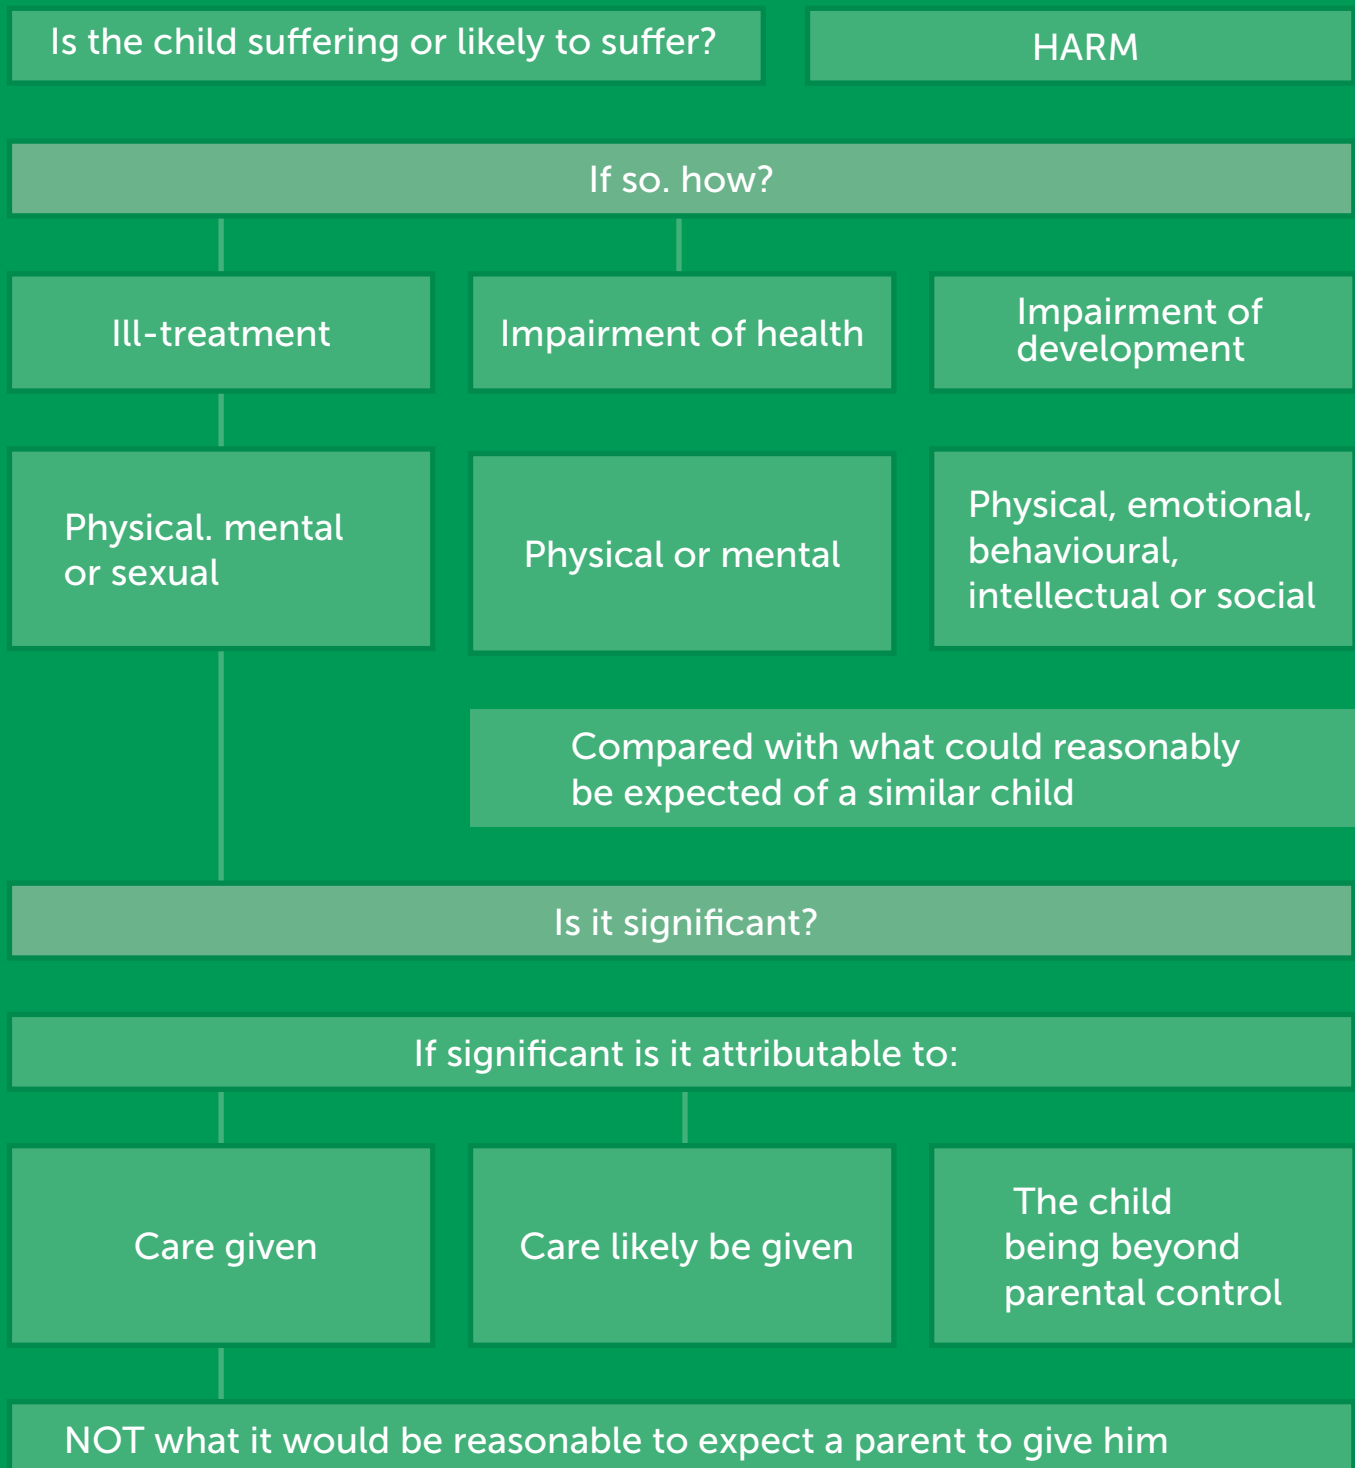 Is the child suffering or likely to suffer?
HARM
If so. how?
Ill-treatment
Impairment of health
Impairment of
development
Physical. mental
or sexual
Physical or mental
Physical, emotional,
behavioural,
intellectual or social
Compared with what could reasonably
be expected of a similar child
Is it significant?
If significant is it attributable to:
Care given
Care likely be given
The child
being beyond
parental control
NOT what it would be reasonable to expect a parent to give him